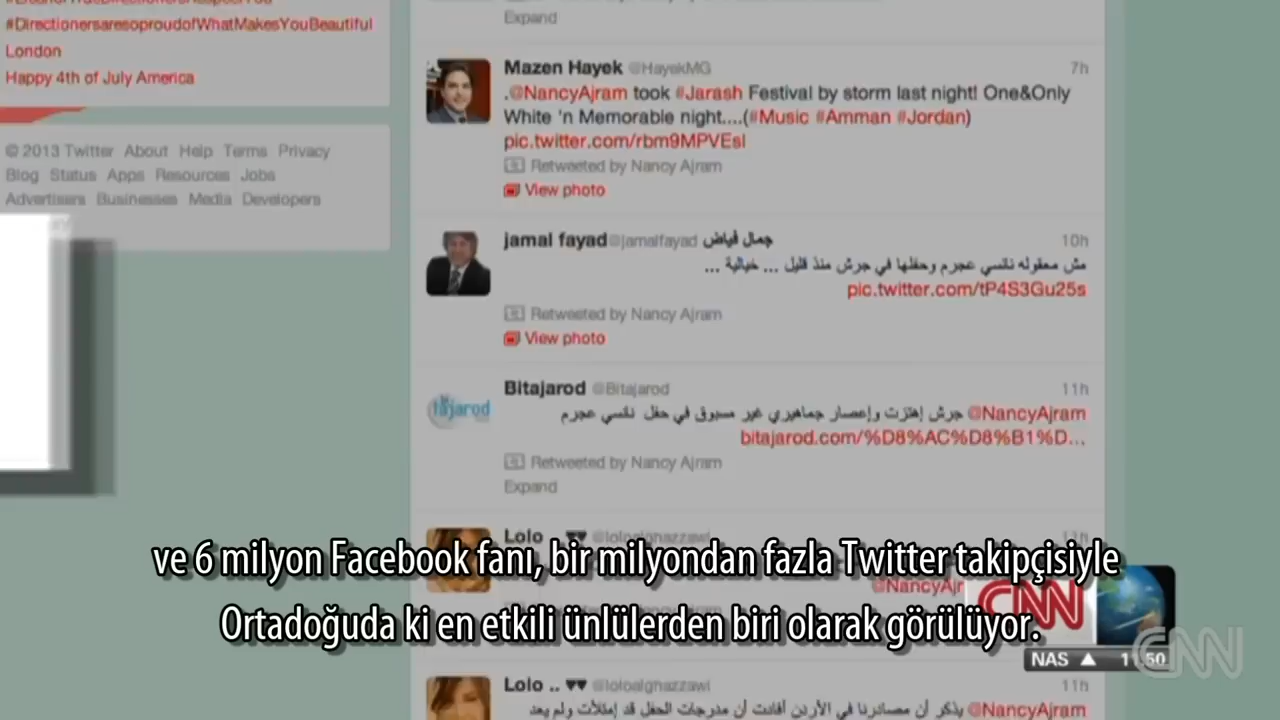 #DirectionersaresoproudofWhatMakesYouBeautiful
London
Happy 4th of July America
© 2013 Twitter About Help Terms Privacy
Blog Status Apps Resources Jobs
Advertisers Businesses Media Developers
Expand
Mazen Hayek @HayekMG 7h
.@NancyAjram took #Jarash Festival by storm last night! One&Only
White 'n Memorable night....(#Music #Amman #Jordan)
pic.twitter.com/rbm9MPVEsI
Retweeted by Nancy Ajram
View photo
jamal fayad جمال فياض @jamalfayad 10h
مش معقوله نانسي عجرم وحفلها في جرش منذ قليل ... خيالية ...
pic.twitter.com/tP4S3Gu25s
Retweeted by Nancy Ajram
View photo
tajarod
Bitajarod @Bitajarod 11h
@NancyAjram جرش إهتزت وإعصار جماهيري غير مسبوق في حفل نانسي عجرم
bitajarod.com/%D8%AC%D8%B1%D...
Retweeted by Nancy Ajram
Expand
Lolo .. ▼▼ @loloalghazzawi 11h
@NancyAjr
ve 6 milyon Facebook fanı, bir milyondan fazla Twitter takipçisiyle
Ortadoğuda ki en etkili ünlülerden biri olarak görülüyor.
CNN
NAS ▲ 11.50
CNN
Lolo .. ▼▼ @loloalghazzawi 11h
@NancyAjram يذكر أن مصادرنا في الأردن أفادت أن مدرجات الحفل قد إمتلأت ولم يعد